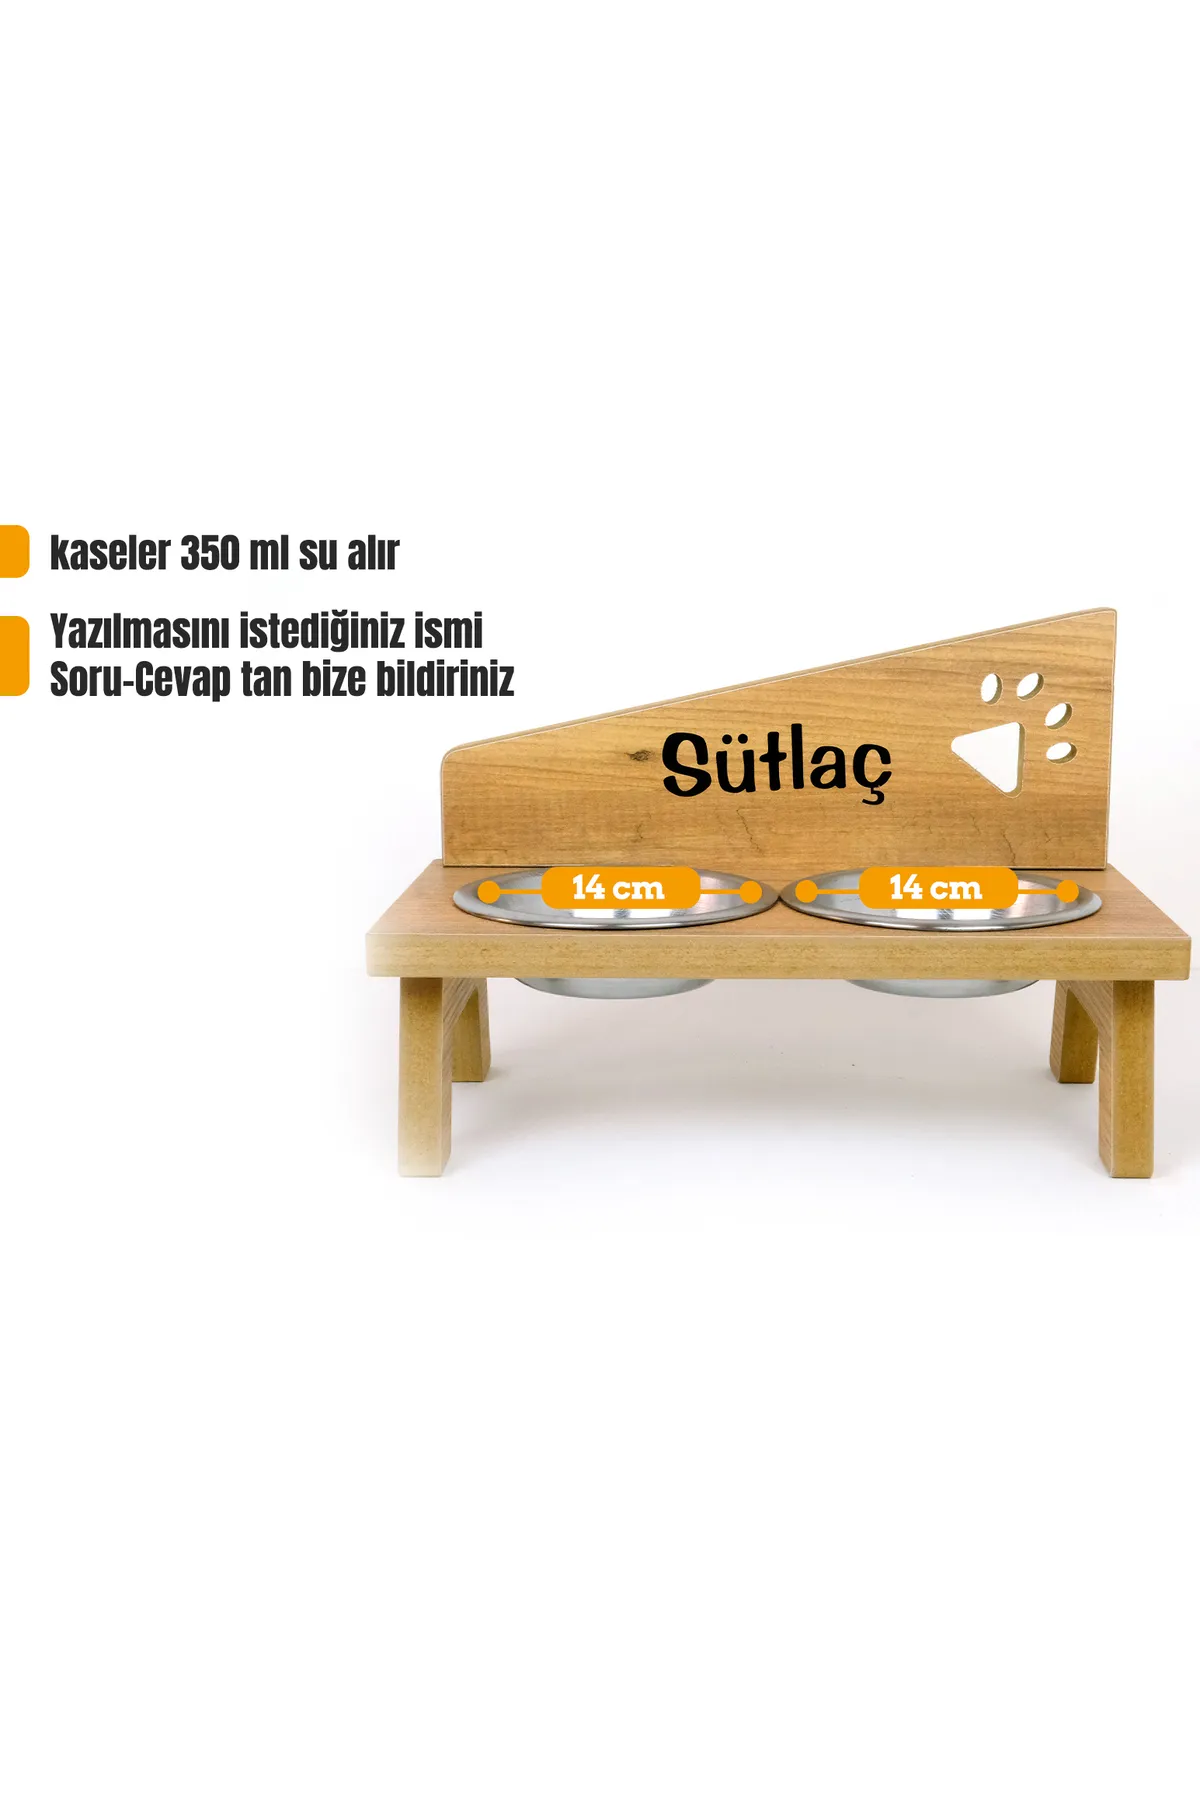 kaseler 350 ml su alır
Yazılmasını istediğiniz ismi
Soru-Cevap tan bize bildiriniz
Sütlaç
14 cm
14 cm